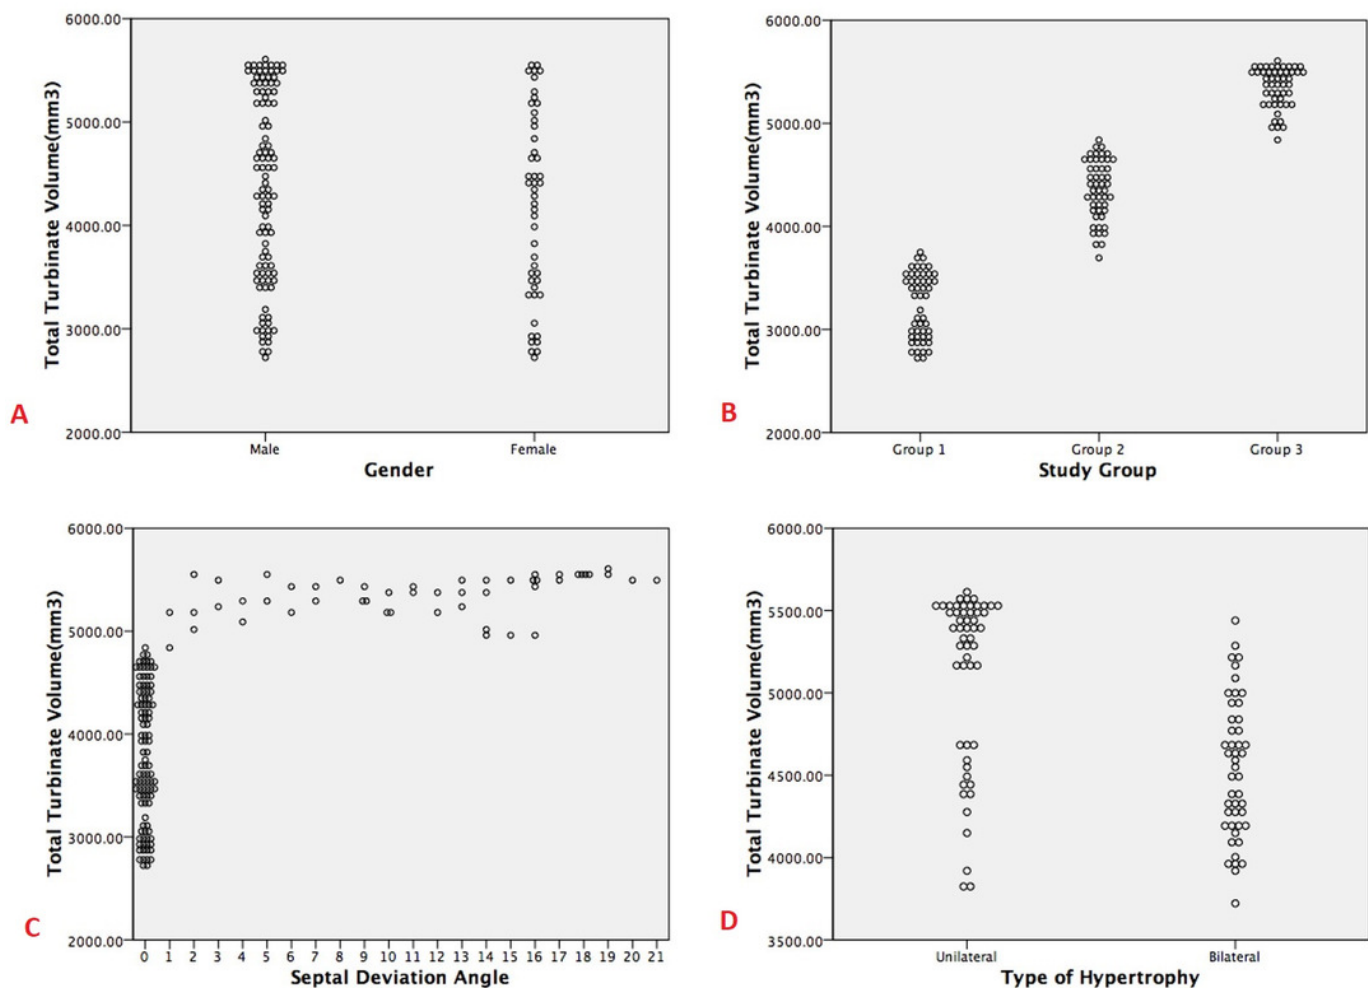 6000.00
5000.00
4000.00
3000.00
2000.00
Total Turbinate Volume(mm3)
Male
Female
Gender
A
6000.00
5000.00
4000.00
3000.00
2000.00
Total Turbinate Volume(mm3)
Group 1
Group 2
Group 3
Study Group
B
6000.00
5000.00
4000.00
3000.00
2000.00
Total Turbinate Volume(mm3)
0 1 2 3 4 5 6 7 8 9 10 11 12 13 14 15 16 17 18 19 20 21
Septal Deviation Angle
C
6000.00
5500.00
5000.00
4500.00
4000.00
3500.00
Total Turbinate Volume(mm3)
Unilateral
Bilateral
Type of Hypertrophy
D